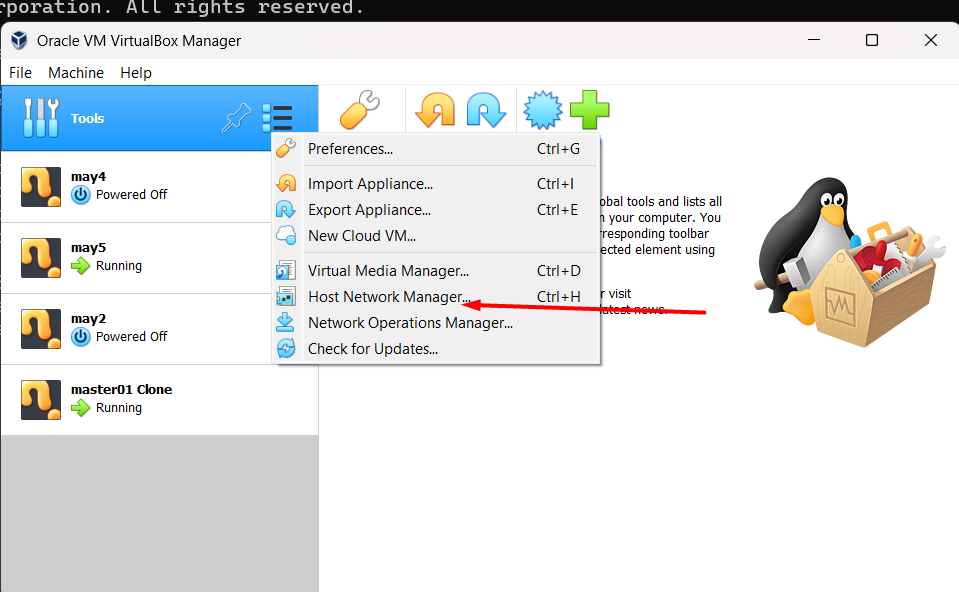 rporation. All rights reserved.
Oracle VM VirtualBox Manager
File Machine Help
Tools
Preferences... Ctrl+G
Import Appliance... Ctrl+I
Export Appliance... Ctrl+E
New Cloud VM...
Virtual Media Manager... Ctrl+D
Host Network Manager... Ctrl+H
Network Operations Manager...
Check for Updates...
may4
Powered Off
may5
Running
may2
Powered Off
master01 Clone
Running
obal tools and lists all
n your computer. You
rresponding toolbar
ected element using
r visit
latest news.